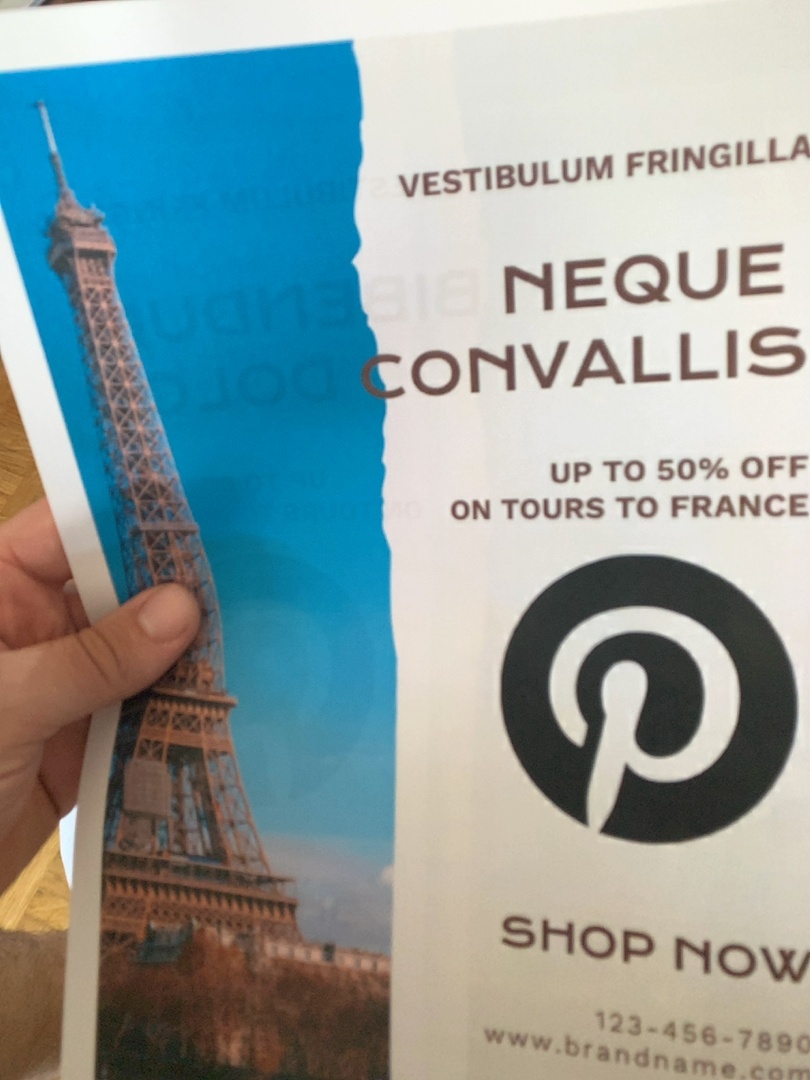 VESTIBULUM FRINGILLA
NEQUE
CONVALLIS
UP TO 50% OFF
ON TOURS TO FRANCE
SHOP NOW
123-456-7890
www.brandname.com